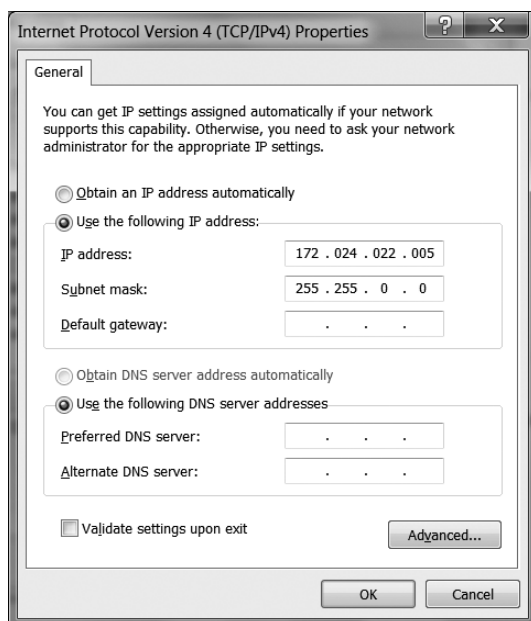 Internet Protocol Version 4 (TCP/IPv4) Properties
?
X
General
You can get IP settings assigned automatically if your network
supports this capability. Otherwise, you need to ask your network
administrator for the appropriate IP settings.
Obtain an IP address automatically
Use the following IP address:
IP address: 172 . 024 . 022 . 005
Subnet mask: 255 . 255 . 0 . 0
Default gateway: . . .
Obtain DNS server address automatically
Use the following DNS server addresses
Preferred DNS server: . . .
Alternate DNS server: . . .
Validate settings upon exit
Advanced...
OK Cancel